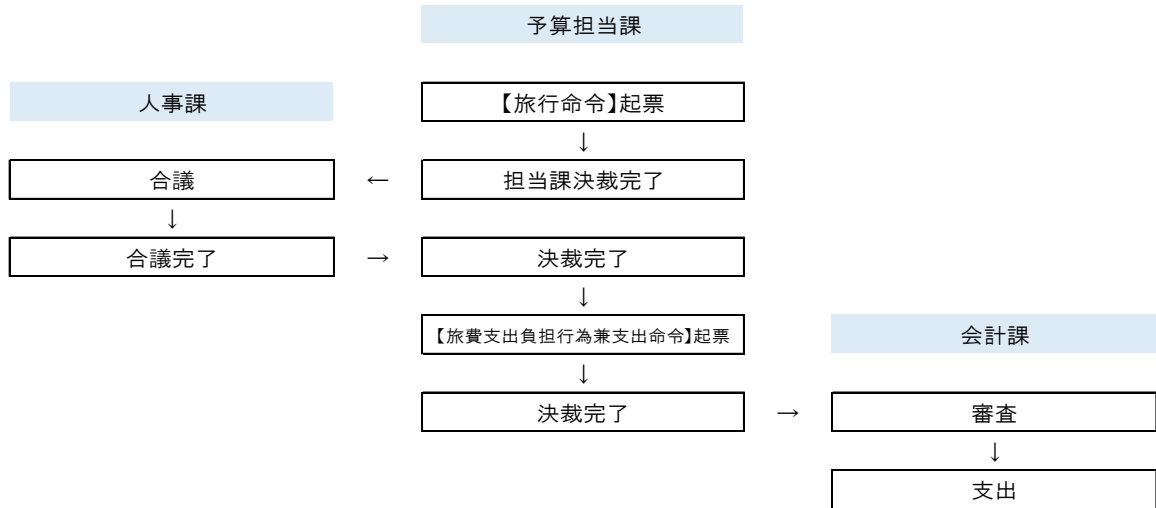 予算担当課
人事課
【旅行命令】起票
↓
合議 ← 担当課決裁完了
↓
合議完了 → 決裁完了
↓
【旅費支出負担行為兼支出命令】起票
会計課
↓
決裁完了 → 審査
↓
支出